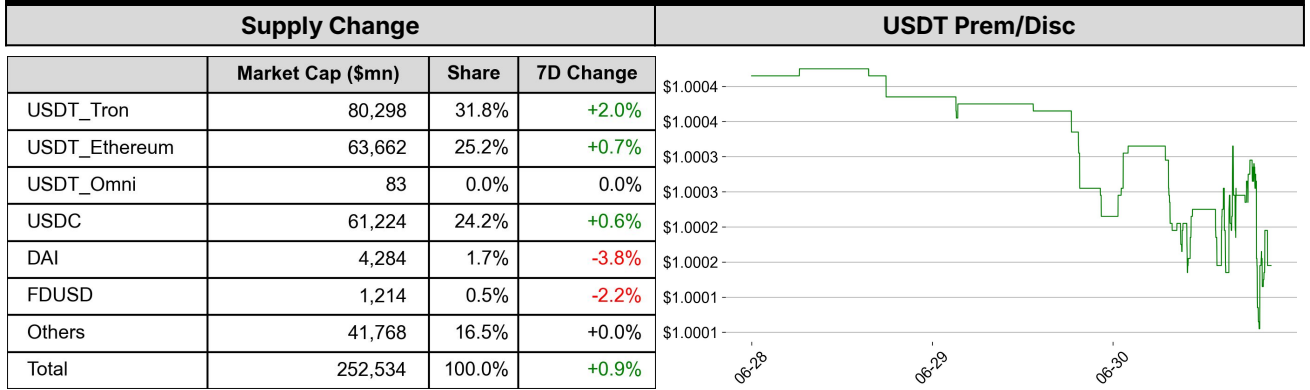 Supply Change
Market Cap ($mn) Share 7D Change
USDT_Tron 80,298 31.8% +2.0%
USDT_Ethereum 63,662 25.2% +0.7%
USDT_Omni 83 0.0% 0.0%
USDC 61,224 24.2% +0.6%
DAI 4,284 1.7% -3.8%
FDUSD 1,214 0.5% -2.2%
Others 41,768 16.5% +0.0%
Total 252,534 100.0% +0.9%
USDT Prem/Disc
$1.0004
$1.0004
$1.0003
$1.0003
$1.0002
$1.0002
$1.0001
$1.0001
06-28 06-29 06-30